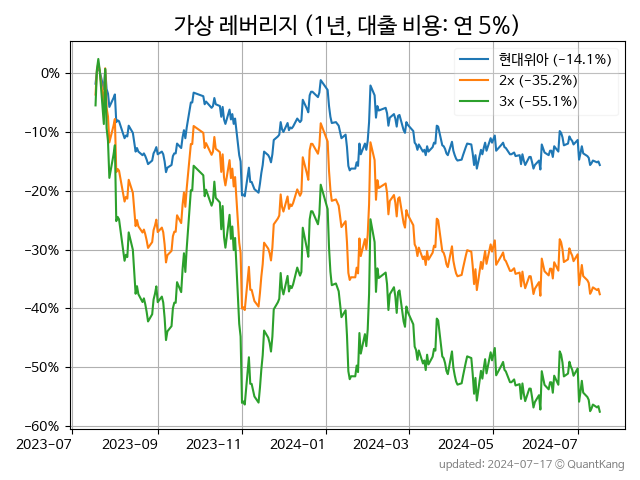 가상 레버리지 (1년, 대출 비용: 연 5%)
현대위아 (−14.1%)
2x (−35.2%)
3x (−55.1%)
0%
−10%
−20%
−30%
−40%
−50%
−60%
2023-07 2023-09 2023-11 2024-01 2024-03 2024-05 2024-07
updated: 2024-07-17 © QuantKang